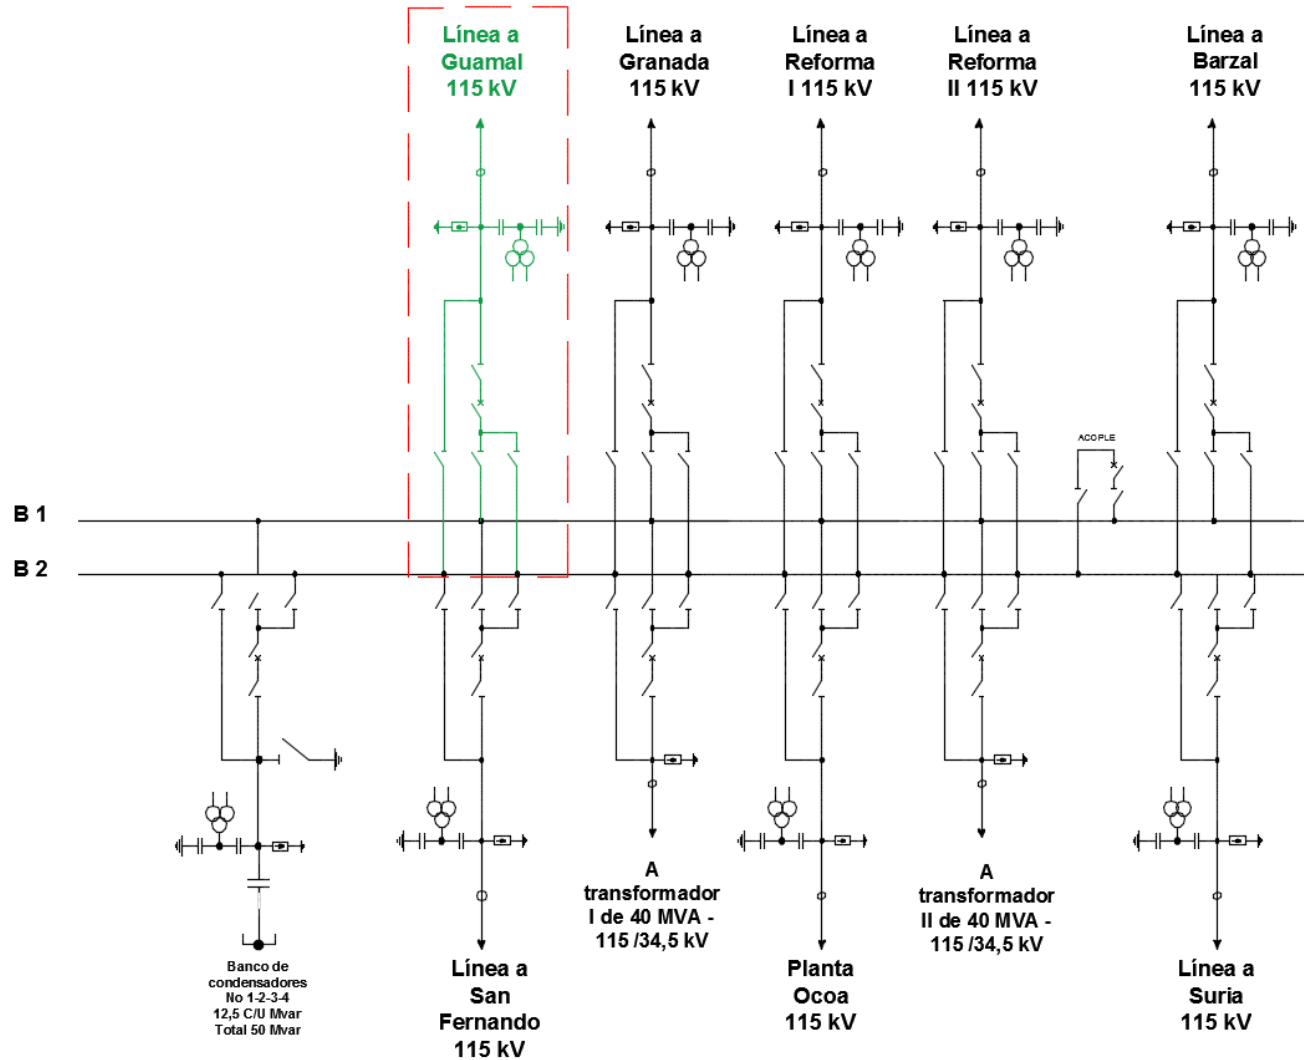 Línea a
Guamal
115 kV
Línea a
Granada
115 kV
Línea a
Reforma
I 115 kV
Línea a
Reforma
II 115 kV
Línea a
Barzal
115 kV
ACOPLE
B 1
B 2
A
transformador
I de 40 MVA -
115 /34,5 kV
A
transformador
II de 40 MVA -
115 /34,5 kV
Banco de
condensadores
No 1-2-3-4
12,5 C/U Mvar
Total 50 Mvar
Línea a
San
Fernando
115 kV
Planta
Ocoa
115 kV
Línea a
Suria
115 kV